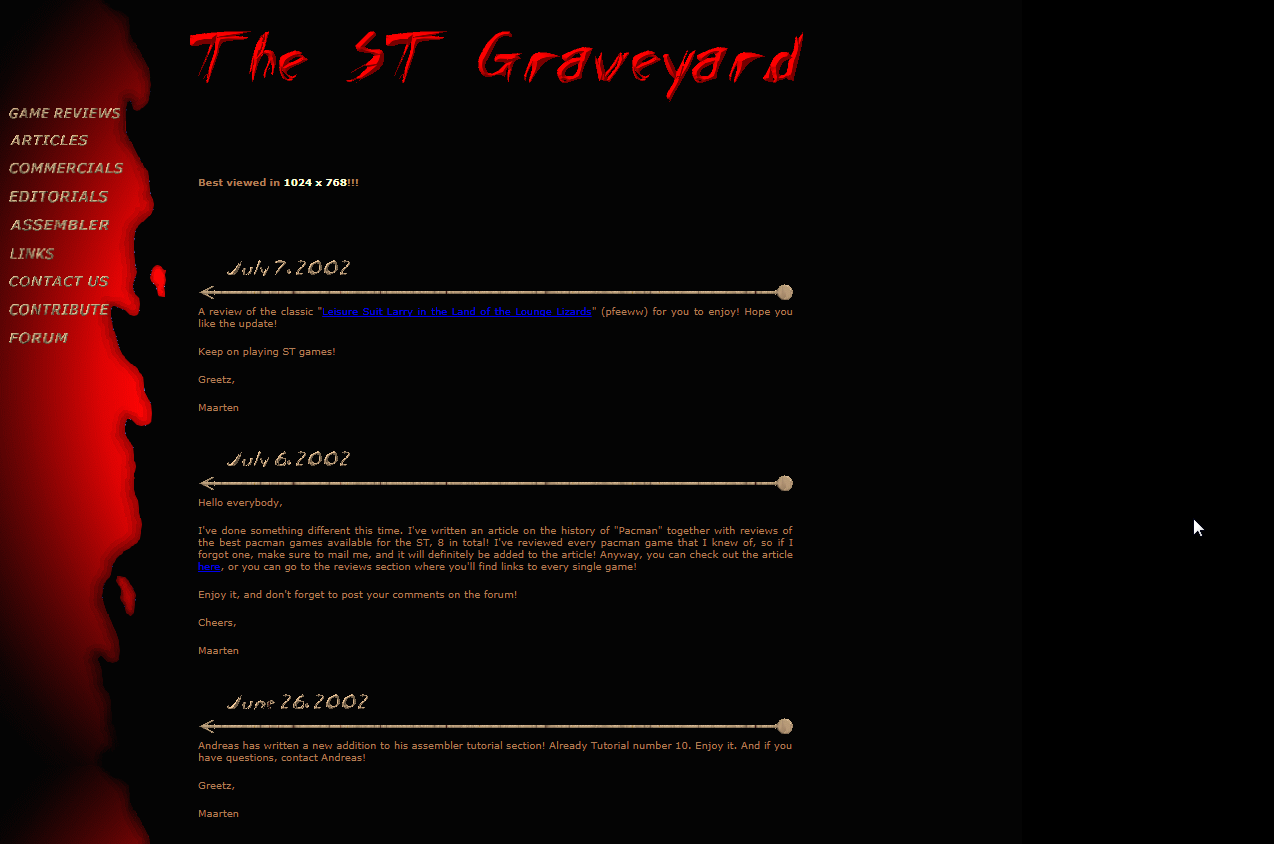 The ST Graveyard
GAME REVIEWS
ARTICLES
COMMERCIALS
EDITORIALS
ASSEMBLER
LINKS
CONTACT US
CONTRIBUTE
FORUM
Best viewed in 1024 x 768!!!
July 7.2002
A review of the classic "Leisure Suit Larry in the Land of the Lounge Lizards" (pfeeww) for you to enjoy! Hope you
like the update!
Keep on playing ST games!
Greetz,
Maarten
July 6.2002
Hello everybody,
I've done something different this time. I've written an article on the history of "Pacman" together with reviews of
the best pacman games available for the ST, 8 in total! I've reviewed every pacman game that I knew of, so if I
forgot one, make sure to mail me, and it will definitely be added to the article! Anyway, you can check out the article
here, or you can go to the reviews section where you'll find links to every single game!
Enjoy it, and don't forget to post your comments on the forum!
Cheers,
Maarten
June 26.2002
Andreas has written a new addition to his assembler tutorial section! Already Tutorial number 10. Enjoy it. And if you
have questions, contact Andreas!
Greetz,
Maarten